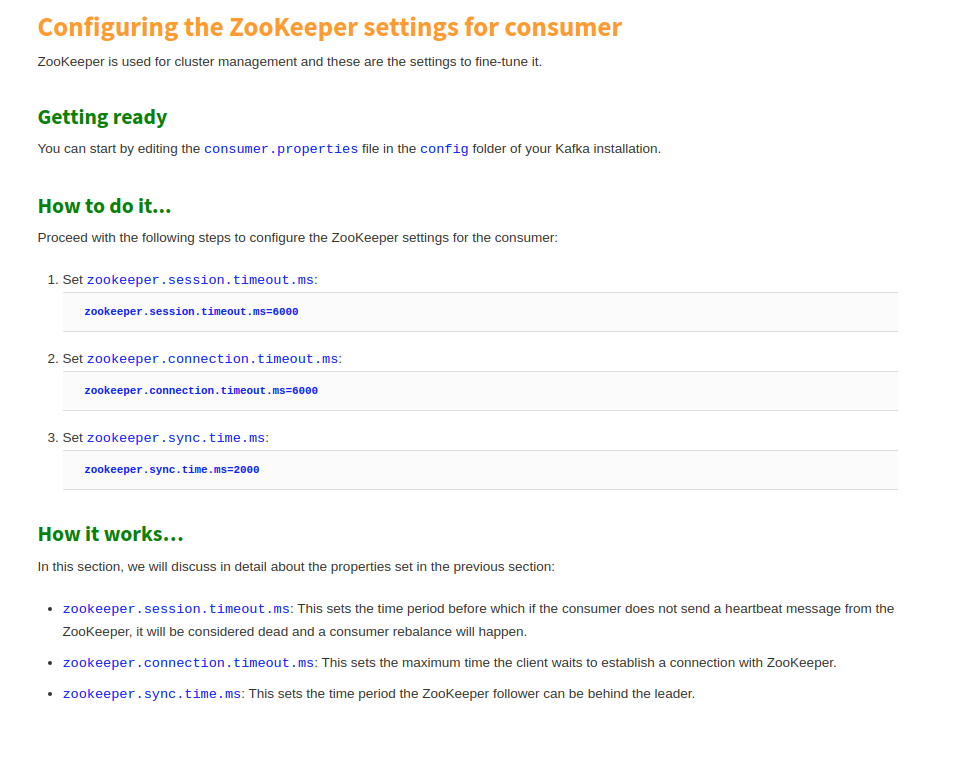 Configuring the ZooKeeper settings for consumer
ZooKeeper is used for cluster management and these are the settings to fine-tune it.
Getting ready
You can start by editing the consumer.properties file in the config folder of your Kafka installation.
How to do it...
Proceed with the following steps to configure the ZooKeeper settings for the consumer:
1. Set zookeeper.session.timeout.ms:
zookeeper.session.timeout.ms=6000
2. Set zookeeper.connection.timeout.ms:
zookeeper.connection.timeout.ms=6000
3. Set zookeeper.sync.time.ms:
zookeeper.sync.time.ms=2000
How it works...
In this section, we will discuss in detail about the properties set in the previous section:
• zookeeper.session.timeout.ms: This sets the time period before which if the consumer does not send a heartbeat message from the
ZooKeeper, it will be considered dead and a consumer rebalance will happen.
• zookeeper.connection.timeout.ms: This sets the maximum time the client waits to establish a connection with ZooKeeper.
• zookeeper.sync.time.ms: This sets the time period the ZooKeeper follower can be behind the leader.